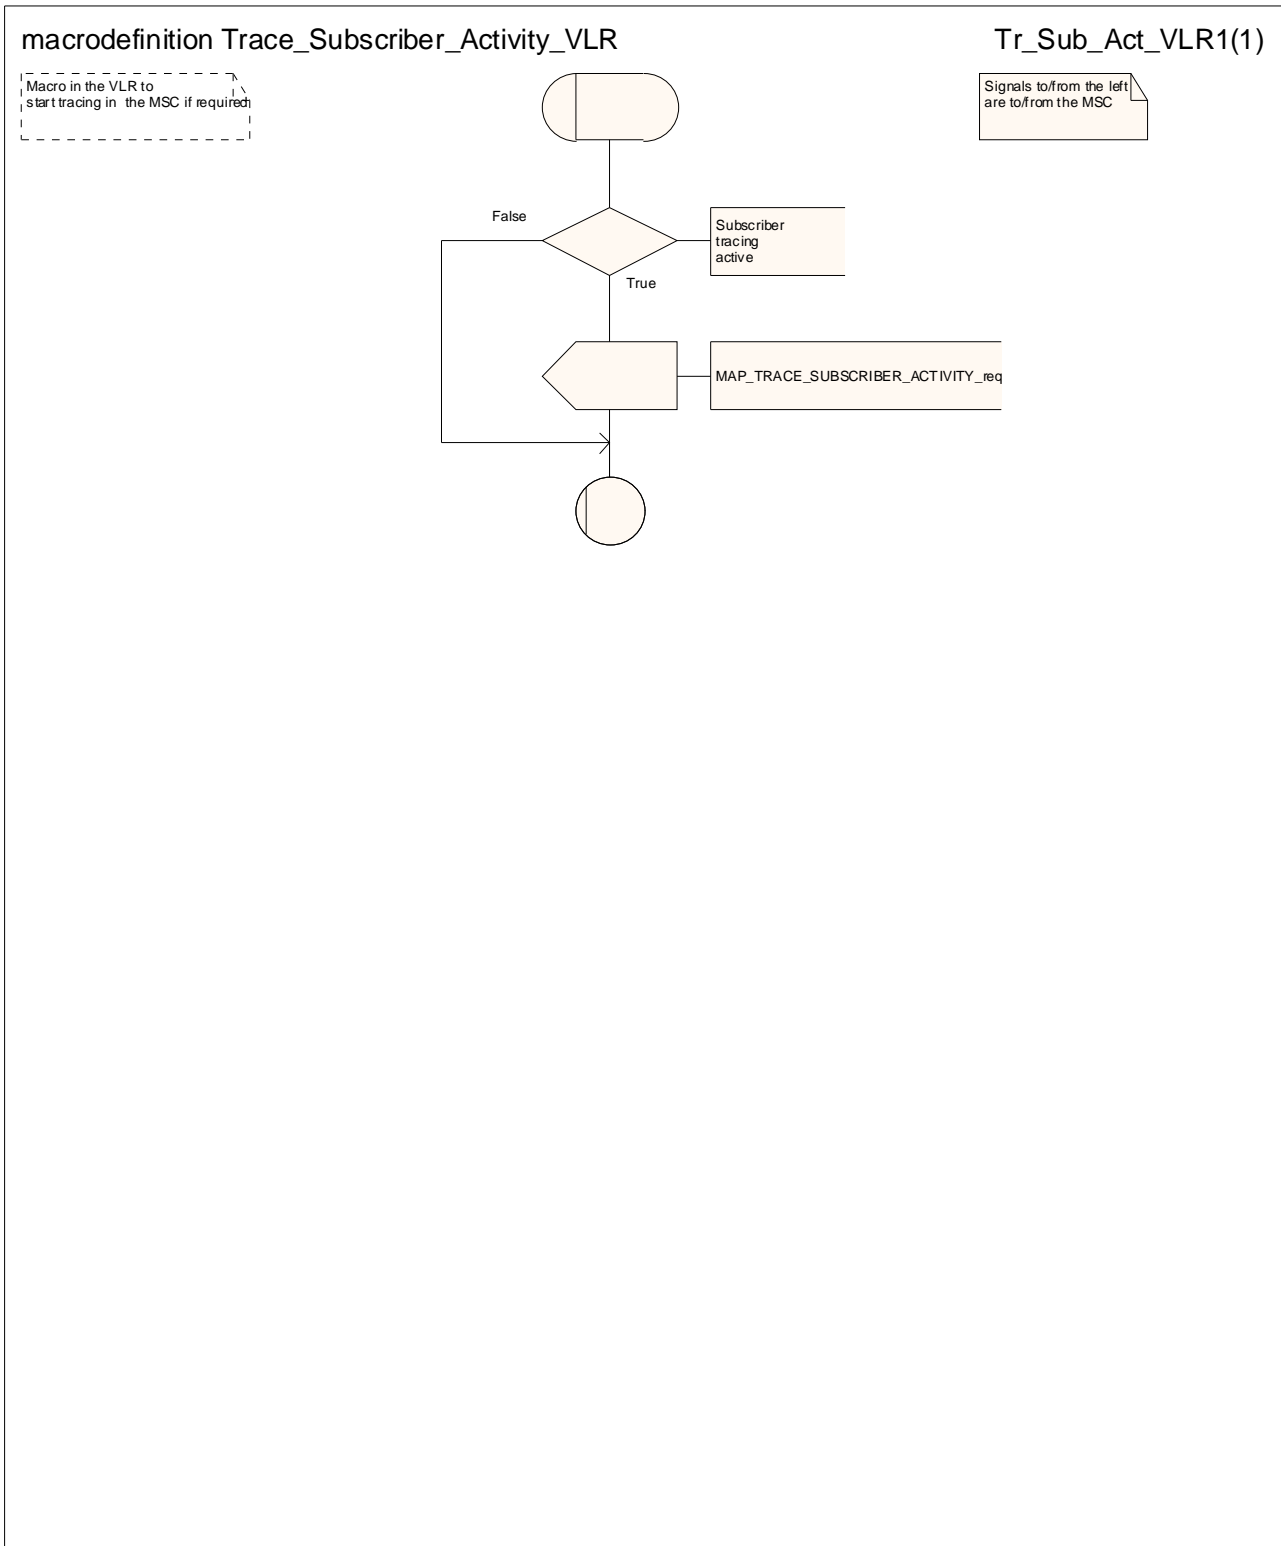 macrodefinition Trace_Subscriber_Activity_VLR
Tr_Sub_Act_VLR1(1)
Macro in the VLR to
start tracing in the MSC if required
Signals to/from the left
are to/from the MSC
False
Subscriber
tracing
active
True
MAP_TRACE_SUBSCRIBER_ACTIVITY_req